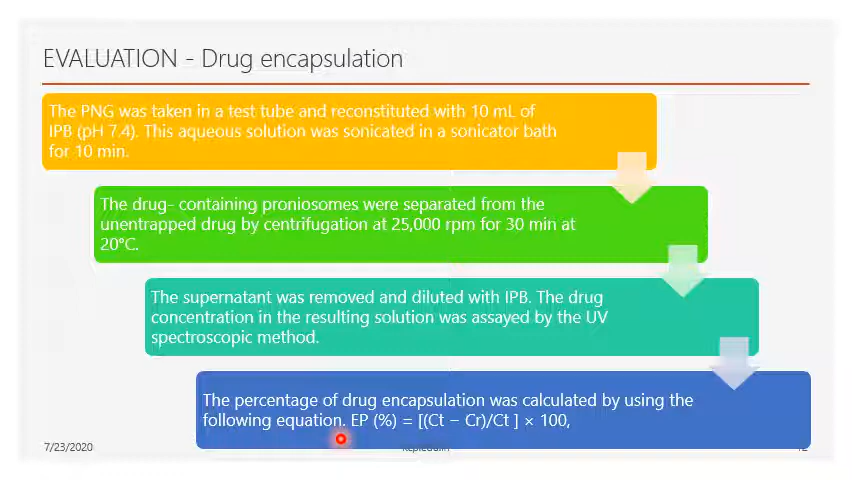 EVALUATION - Drug encapsulation
The PNG was taken in a test tube and reconstituted with 10 mL of
IPB (pH 7.4). This aqueous solution was sonicated in a sonicator bath
for 10 min.
The drug- containing proniosomes were separated from the
unentrapped drug by centrifugation at 25,000 rpm for 30 min at
20°C.
The supernatant was removed and diluted with IPB. The drug
concentration in the resulting solution was assayed by the UV
spectroscopic method.
The percentage of drug encapsulation was calculated by using the
following equation. EP (%) = [(Ct − Cr)/Ct ] × 100,
7/23/2020